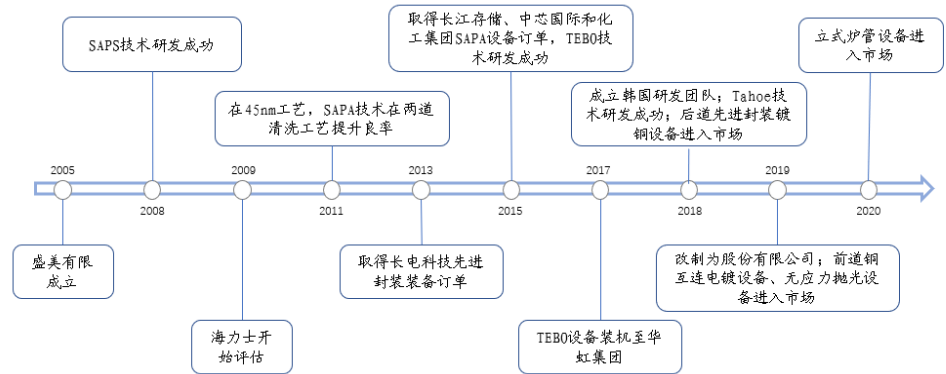 取得长江存储、中芯国际和化
工集团SAPA设备订单，TEBO技
术研发成功
SAPS技术研发成功
立式炉管设备进
入市场
在45nm工艺，SAPA技术在两道
清洗工艺提升良率
成立韩国研发团队；Tahoe技
术研发成功；后道先进封装镀
铜设备进入市场
2005
2009
2013
2017
2019
2008
2011
2015
2018
2020
盛美有限
成立
取得长电科技先进
封装装备订单
改制为股份有限公司；前道铜
互连电镀设备、无应力抛光设
备进入市场
海力士开
始评估
TEBO设备装机至华
虹集团